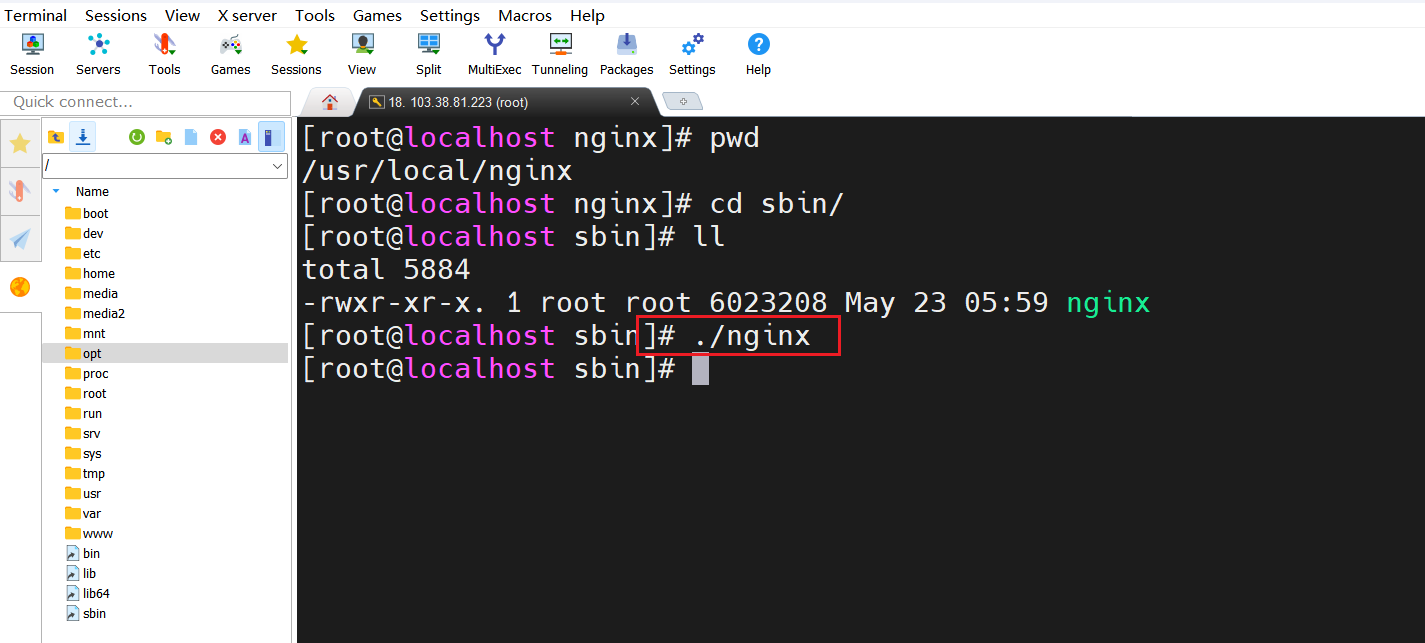 Terminal Sessions View X server Tools Games Settings Macros Help
Session Servers Tools Games Sessions View Split MultiExec Tunneling Packages Settings Help
Quick connect...
18. 103.38.81.223 (root)
/
Name
boot
dev
etc
home
media
media2
mnt
opt
proc
root
run
srv
sys
tmp
usr
var
www
bin
lib
lib64
sbin
[root@localhost nginx]# pwd
/usr/local/nginx
[root@localhost nginx]# cd sbin/
[root@localhost sbin]# ll
total 5884
-rwxr-xr-x. 1 root root 6023208 May 23 05:59 nginx
[root@localhost sbin]# ./nginx
[root@localhost sbin]#